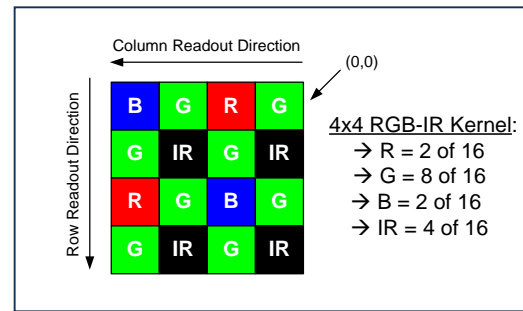 Column Readout Direction
(0,0)
Row Readout Direction
B G R G
G IR G IR
R G B G
G IR G IR
4x4 RGB-IR Kernel:
→ R = 2 of 16
→ G = 8 of 16
→ B = 2 of 16
→ IR = 4 of 16